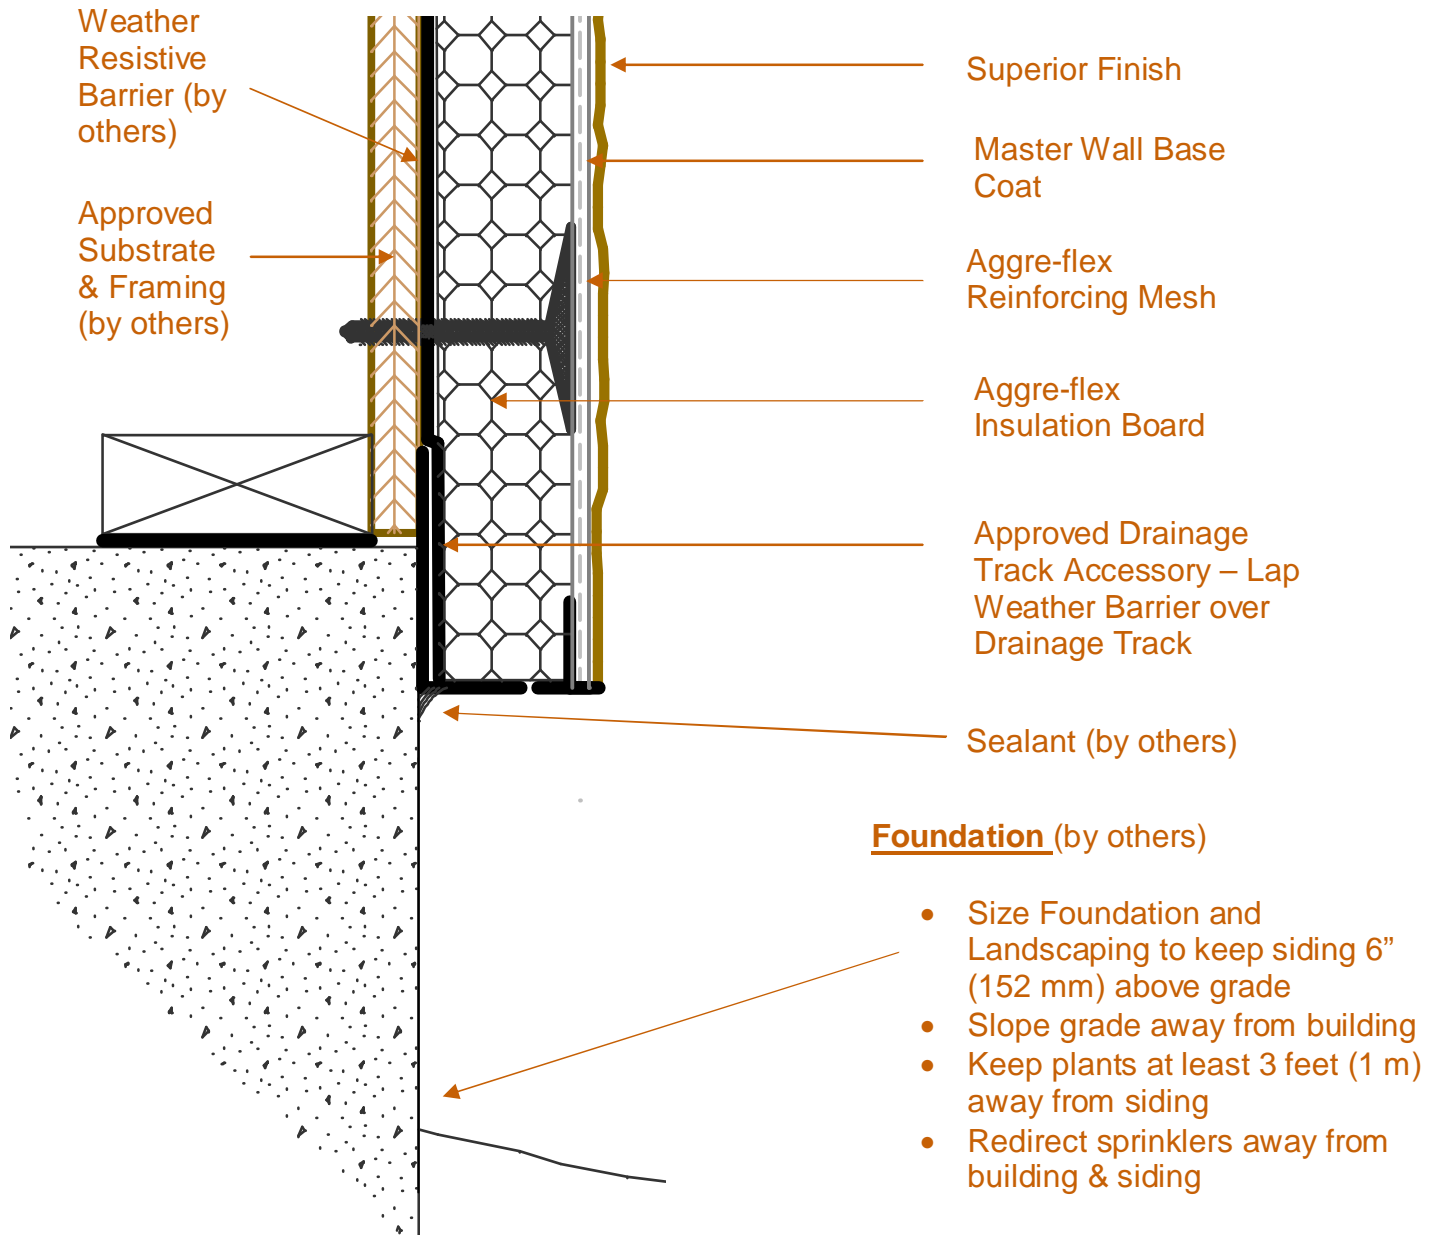 Weather
Resistive
Barrier (by
others)
Approved
Substrate
& Framing
(by others)
Superior Finish
Master Wall Base
Coat
Aggre-flex
Reinforcing Mesh
Aggre-flex
Insulation Board
Approved Drainage
Track Accessory – Lap
Weather Barrier over
Drainage Track
Sealant (by others)
Foundation (by others)
• Size Foundation and
Landscaping to keep siding 6”
(152 mm) above grade
• Slope grade away from building
• Keep plants at least 3 feet (1 m)
away from siding
• Redirect sprinklers away from
building & siding